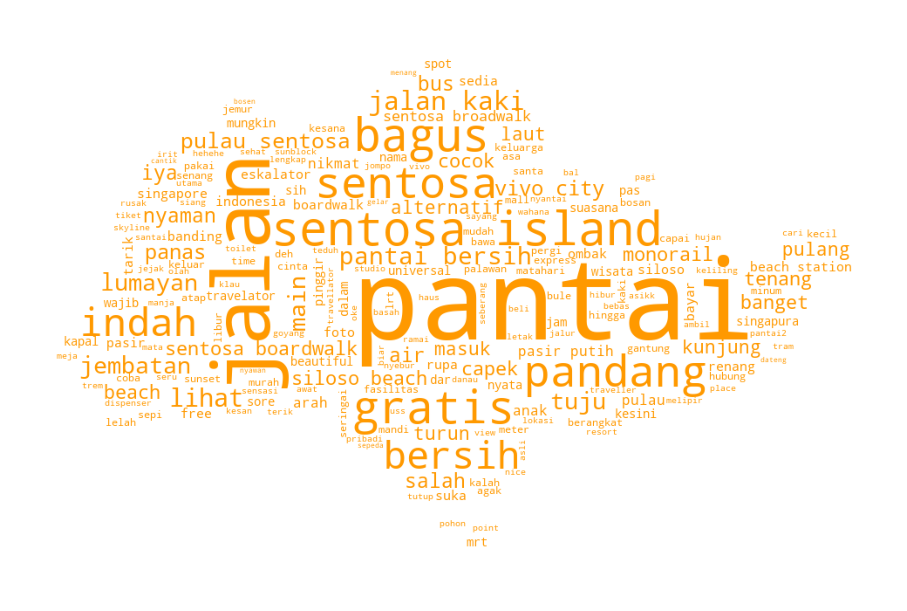 spot
menang
bus sedia
jalan kaki
bosen
jemur
sentosa broadwalk
mungkin
kesana
bagus
laut
pulau sentosa
keluarga
irit hehehe sehat sunblock
nama
asa
cantik
lengkap
nikmat
jompo
vivo
cocok
iya
pakai
senang
eskalator
sentosa
santa
bal
pagi
utama
vivo city
pas
singapore
sih
rusak
siang
indonesia
boardwalk
gelar
alternatif
mall
nyantai
bosan
tiket
nyaman
jalan
sayang
wahana
suasana
skyline
sentosa island
capai
hujan
cari
kecil
santai
banding
mudah
tarik
toilet
teduh
pantai bersih
bawa
pergi
ombak
monorail
pulang
panas
time
cinta
pinggir
studio
universal
palawan
express
matahari
wisata
siloso
keliling
beach station
jejak
keluar
olah
tenang
lumayan
klau
travelator
main
travellator
dalam
lrt
haus
seberang
pantai
bule
hibur
kaki
asikk
bayar
minum
banget
wajib
manja
atap
libur
oke
basah
beli
hingga
bebas
ambil
singapura
indah
goyang
foto
jam
kapal
pasir
mata
ramai
letak
jalur
pantai2
meja
sentosa boardwalk
biar
air
masuk
pasir putih
gantung
kunjung
tram
dateng
jembatan
seru
sunset
beautiful
nyebur
rupa
capek
nyata
pandang
renang
trem
coba
nyaman
murah
siloso beach
dar
danau
hubung
beach
lihat
sensasi
awat
fasilitas
traveller
place
dispenser
kesan
arah
seringai
uss
gratis
tuju
pulau
melipir
sepi
free
sore
terik
anak
lokasi
kesini
lelah
mandi
turun
view
meter
berangkat
resort
pribadi
sepeda
bersih
asli
nice
salah
kalah
tutup
suka
agak
pohon
point
mrt